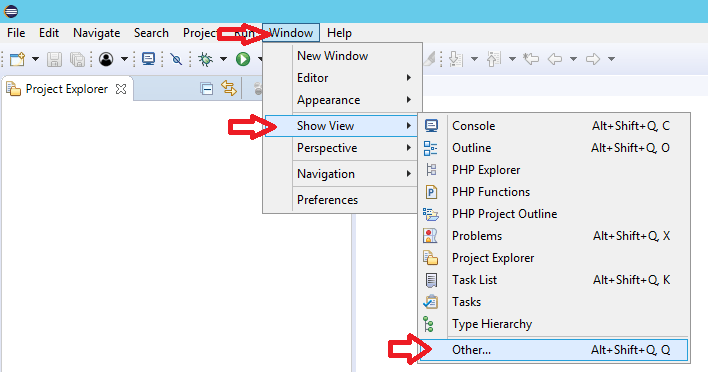 File Edit Navigate Search Project Run Window Help
Project Explorer
New Window
Editor
Appearance
Show View
Perspective
Navigation
Preferences
Console Alt+Shift+Q, C
Outline Alt+Shift+Q, O
PHP Explorer
PHP Functions
PHP Project Outline
Problems Alt+Shift+Q, X
Project Explorer
Task List Alt+Shift+Q, K
Tasks
Type Hierarchy
Other... Alt+Shift+Q, Q